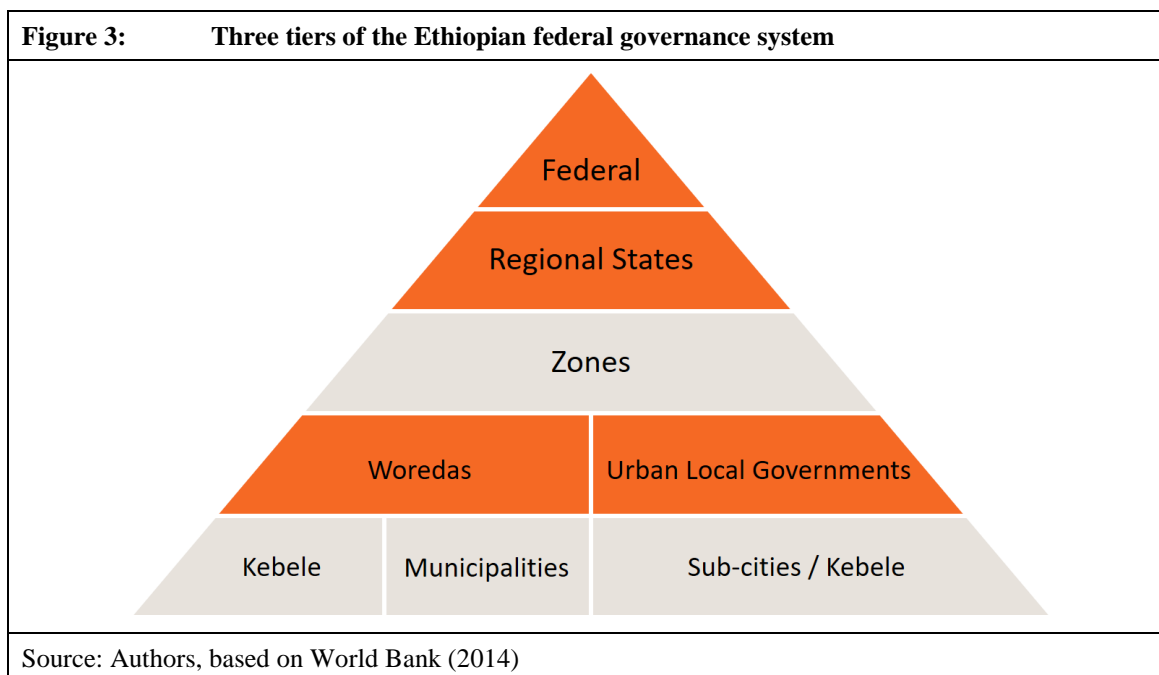 Figure 3: Three tiers of the Ethiopian federal governance system
Federal
Regional States
Zones
Woredas
Urban Local Governments
Kebele
Municipalities
Sub-cities / Kebele
Source: Authors, based on World Bank (2014)